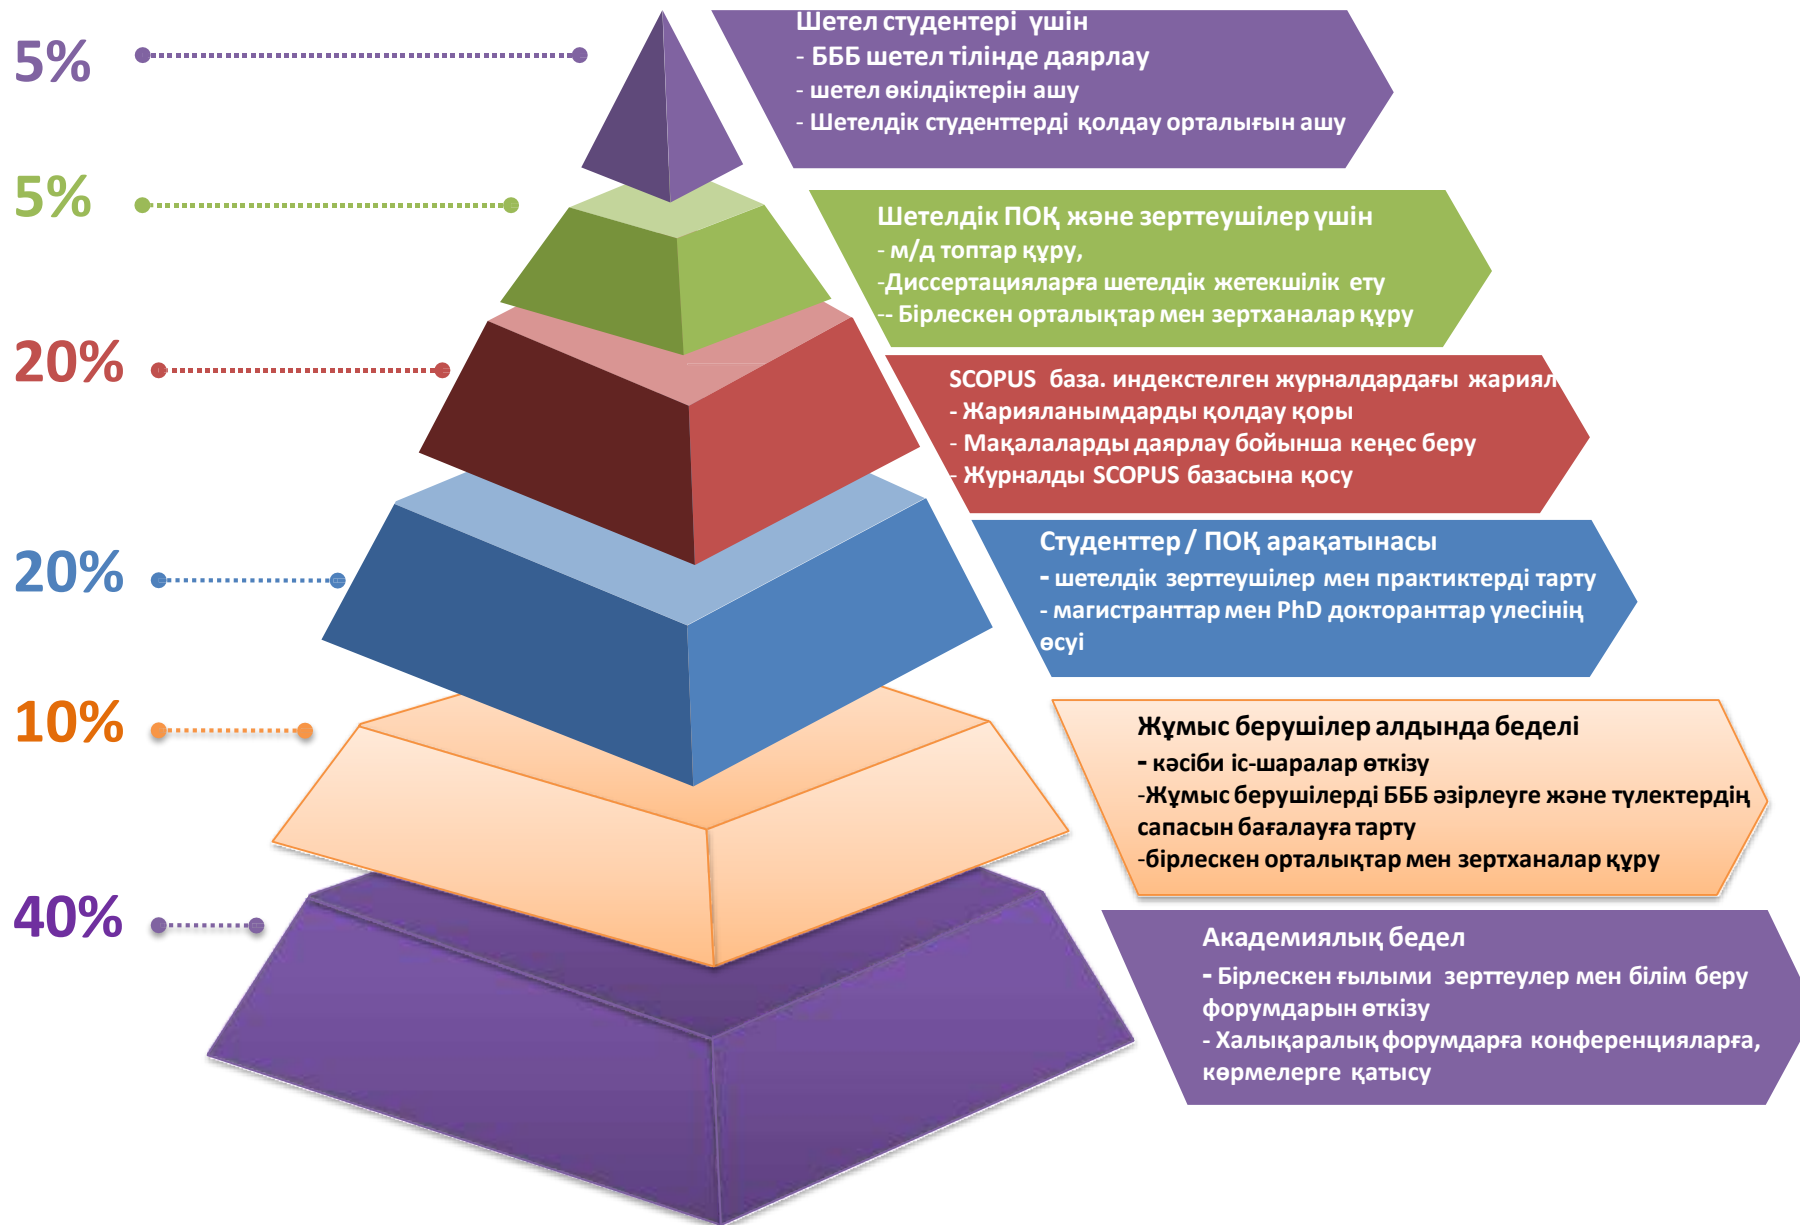 5%
Шетел студентері үшін
- БББ шетел тілінде даярлау
- шетел өкілдіктерін ашу
- Шетелдік студенттерді қолдау орталығын ашу
5%
Шетелдік ПОҚ және зерттеушілер үшін
- м/д топтар құру,
-Диссертацияларға шетелдік жетекшілік ету
-- Бірлескен орталықтар мен зертханалар құру
20%
SCOPUS база. индекстелген журналдардағы жариял
- Жарияланымдарды қолдау қоры
- Мақалаларды даярлау бойынша кеңес беру
- Журналды SCOPUS базасына қосу
20%
Студенттер / ПОҚ арақатынасы
- шетелдік зерттеушілер мен практиктерді тарту
- магистранттар мен PhD докторанттар үлесінің
өсуі
10%
Жұмыс берушілер алдында беделі
- кәсіби іс-шаралар өткізу
-Жұмыс берушілерді БББ әзірлеуге және түлектердің
сапасын бағалауға тарту
-бірлескен орталықтар мен зертханалар құру
40%
Академиялық бедел
- Бірлескен ғылыми зерттеулер мен білім беру
форумдарын өткізу
- Халықаралық форумдарға конференцияларға,
көрмелерге қатысу